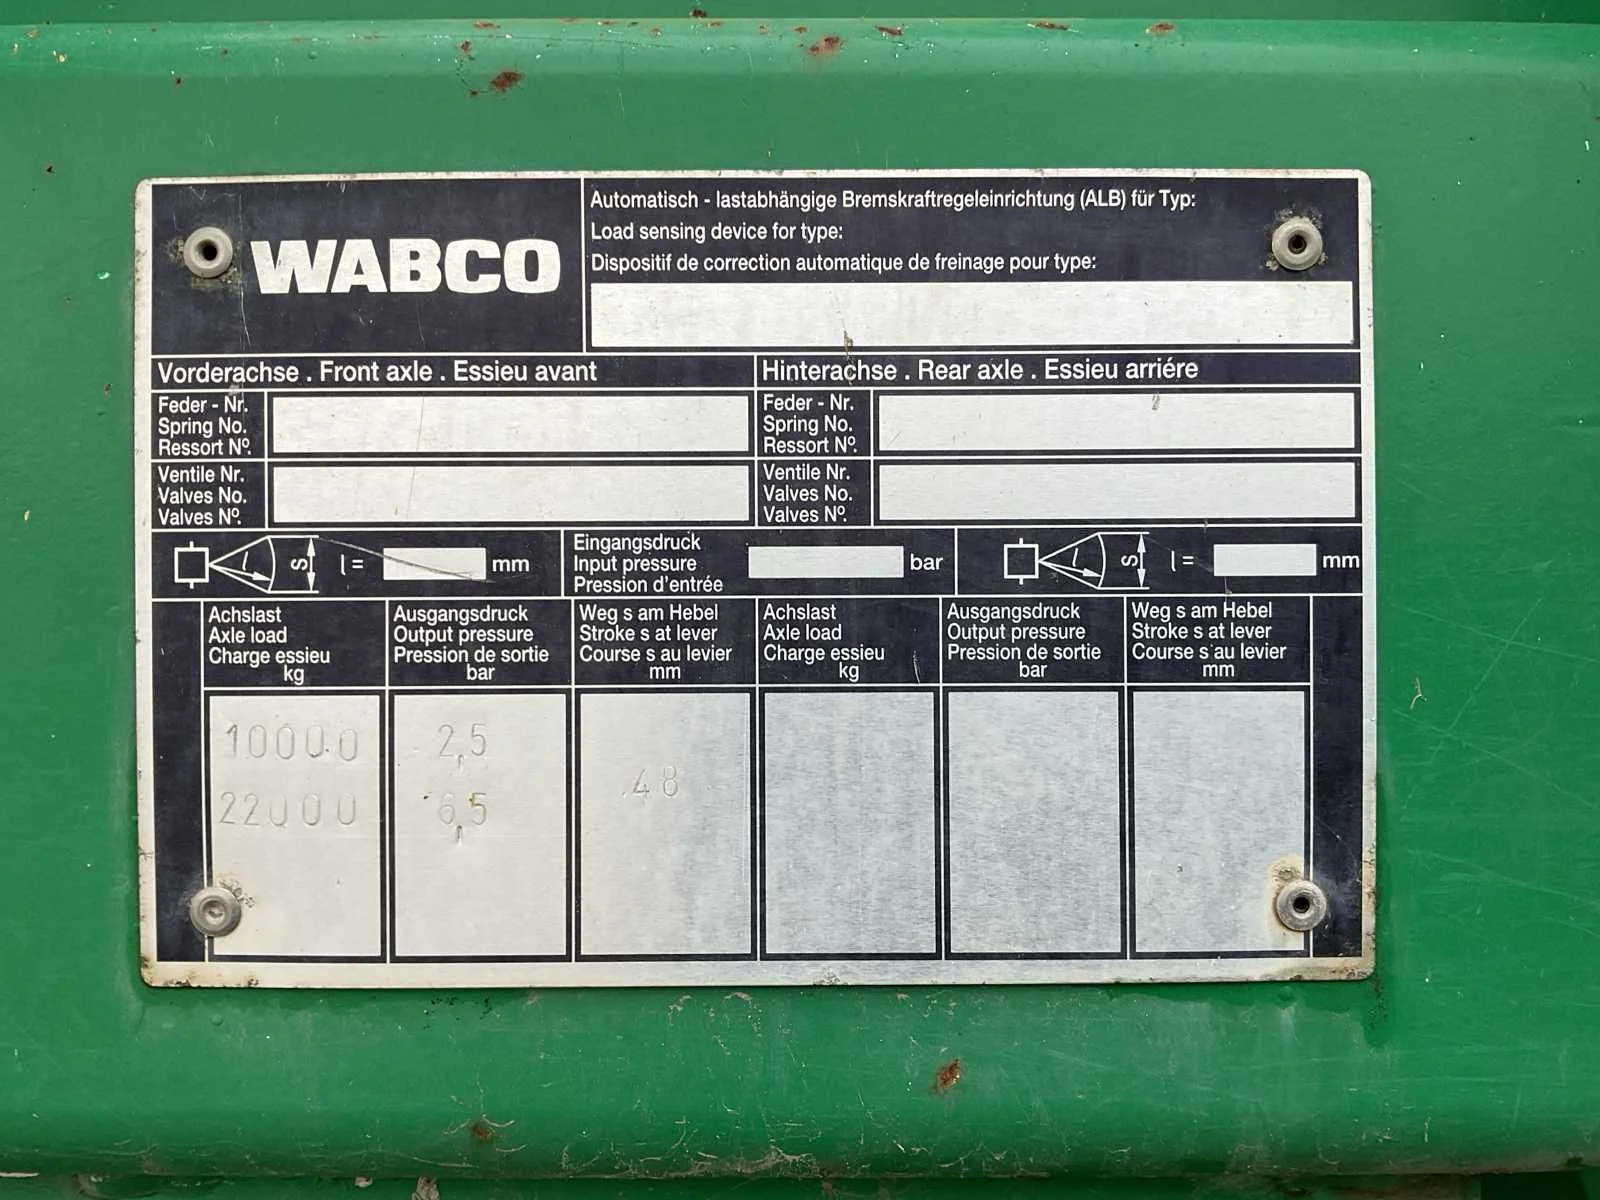 WABCO
Automatisch - lastabhängige Bremskraftregeleinrichtung (ALB) für Typ:
Load sensing device for type:
Dispositif de correction automatique de freinage pour type:
Vorderachse . Front axle . Essieu avant
Hinterachse . Rear axle . Essieu arriére
Feder - Nr.
Spring No.
Ressort Nº.
Feder - Nr.
Spring No.
Ressort Nº.
Ventile Nr.
Valves No.
Valves Nº.
Ventile Nr.
Valves No.
Valves Nº.
l S l = mm
Eingangsdruck
Input pressure
Pression d'entrée
bar
l S l = mm
Achslast
Axle load
Charge essieu
kg
Ausgangsdruck
Output pressure
Pression de sortie
bar
Weg s am Hebel
Stroke s at lever
Course s au levier
mm
Achslast
Axle load
Charge essieu
kg
Ausgangsdruck
Output pressure
Pression de sortie
bar
Weg s am Hebel
Stroke s at lever
Course s au levier
mm
10000 2,5
48
22000 6,5